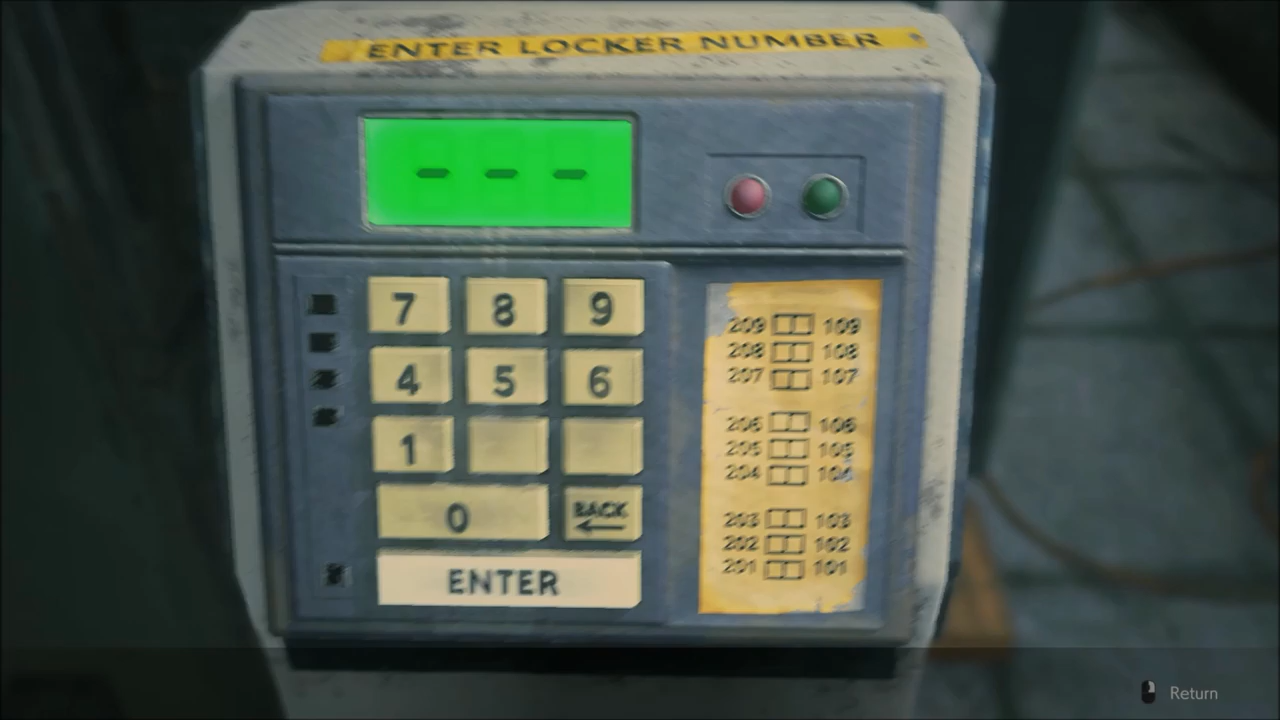 ENTER LOCKER NUMBER
- - -
7 8 9
4 5 6
1
0 BACK
ENTER
209 109
208 108
207 107
206 106
205 105
204 104
203 103
202 102
201 101
Return